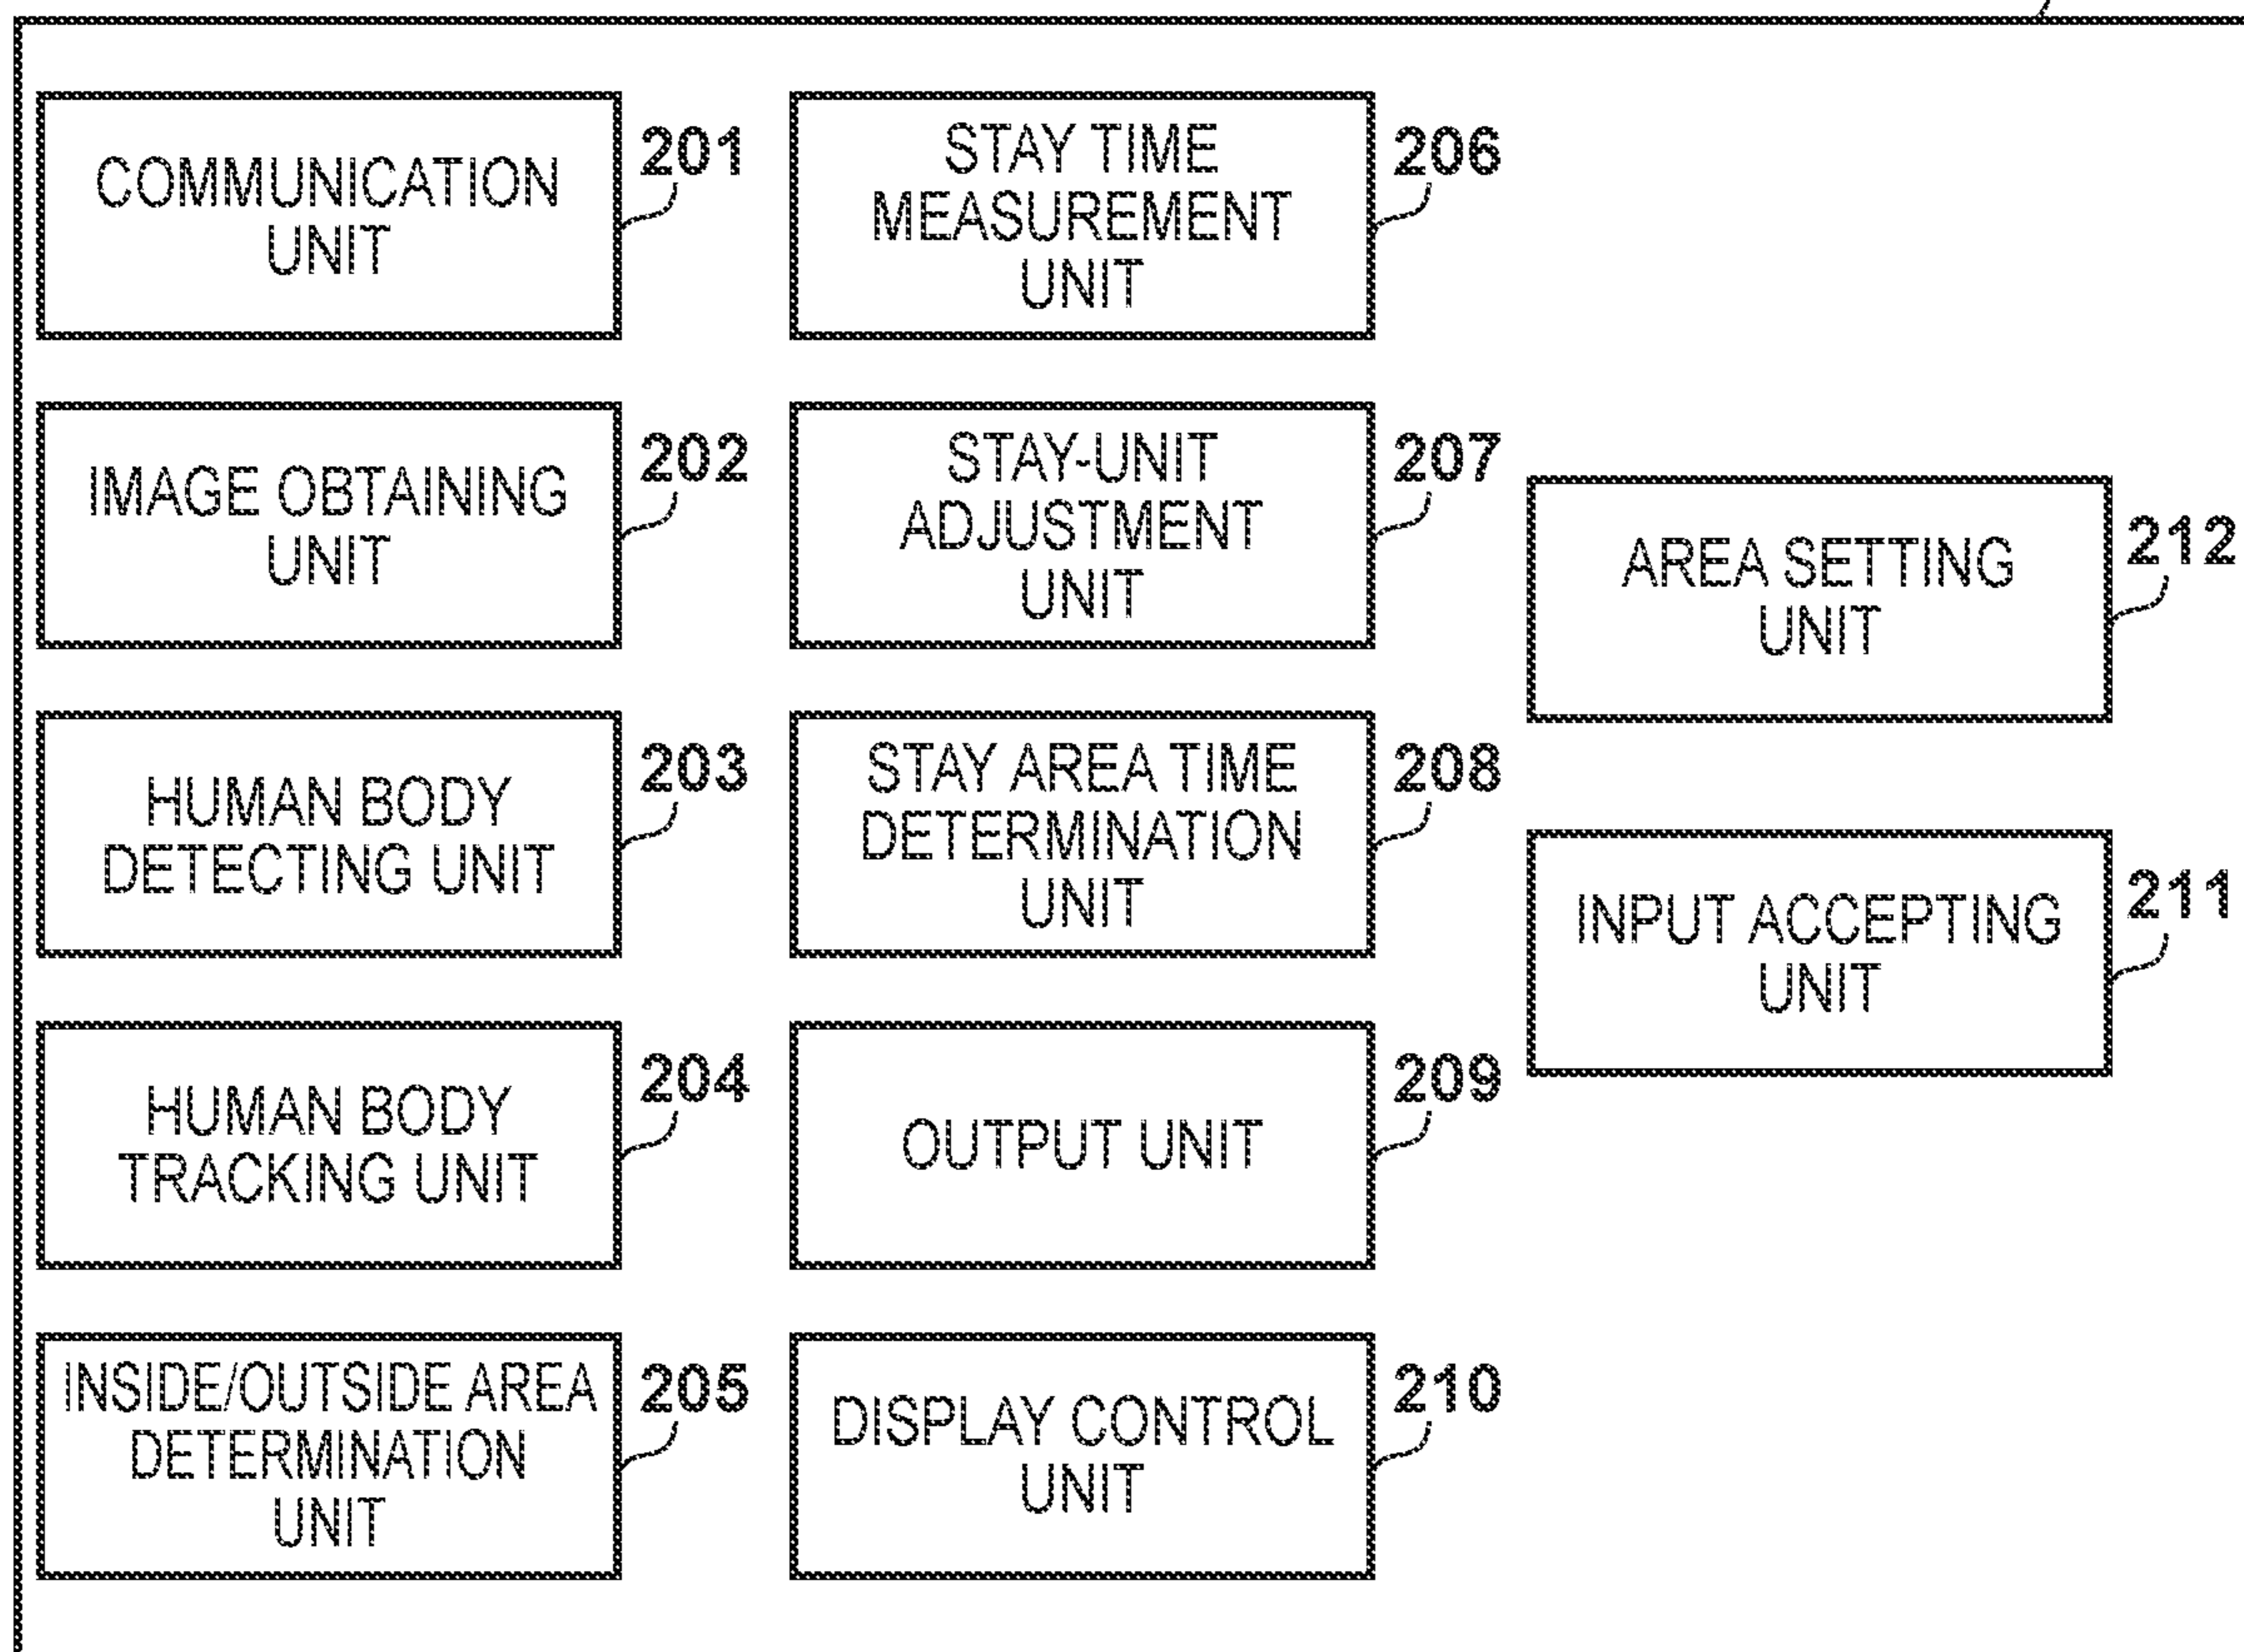 COMMUNICATION
UNIT
201
IMAGE OBTAINING
UNIT
202
HUMAN BODY
DETECTING UNIT
203
HUMAN BODY
TRACKING UNIT
204
INSIDE/OUTSIDE AREA
DETERMINATION
UNIT
205
STAY TIME
MEASUREMENT
UNIT
206
STAY-UNIT
ADJUSTMENT
UNIT
207
STAY AREA TIME
DETERMINATION
UNIT
208
OUTPUT UNIT
209
DISPLAY CONTROL
UNIT
210
AREA SETTING
UNIT
212
INPUT ACCEPTING
UNIT
211